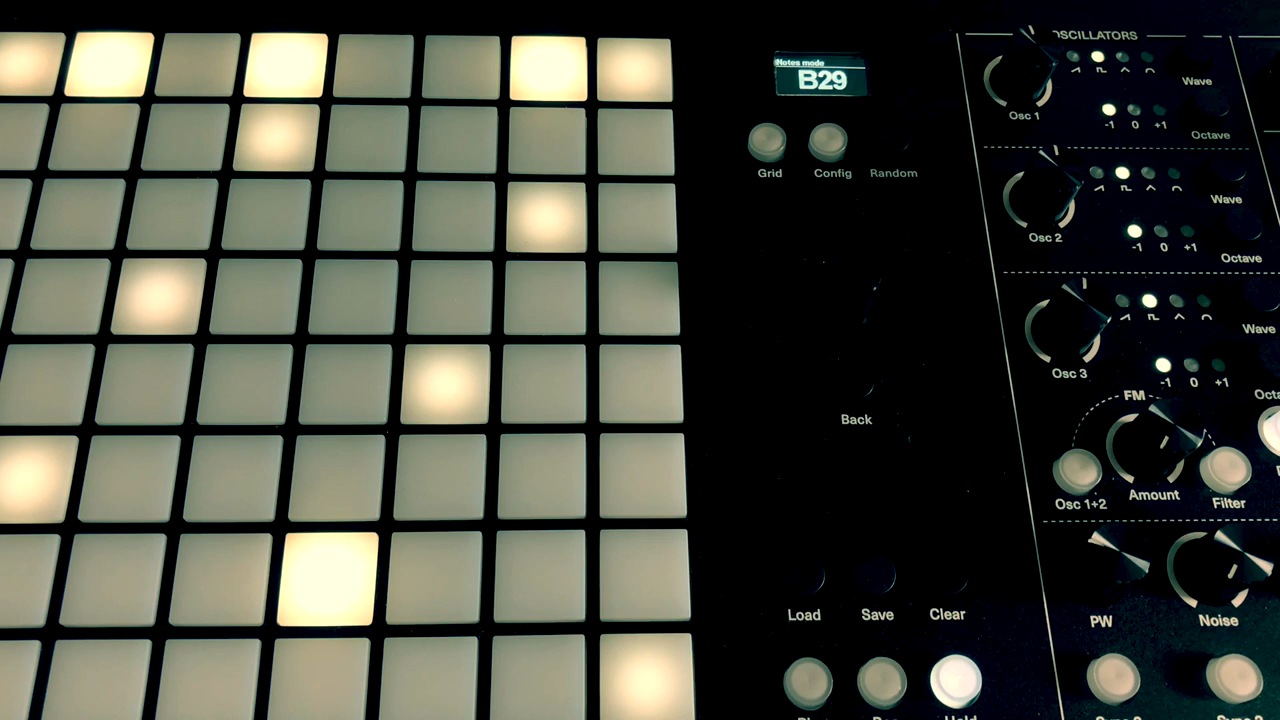 Notes mode
B29
Grid
Config
Random
Back
Load
Save
Clear
Hold
OSCILLATORS
Osc 1
Wave
-1 0 +1
Octave
Osc 2
Wave
-1 0 +1
Octave
Osc 3
Wave
-1 0 +1
FM
Osc 1+2
Amount
Filter
PW
Noise